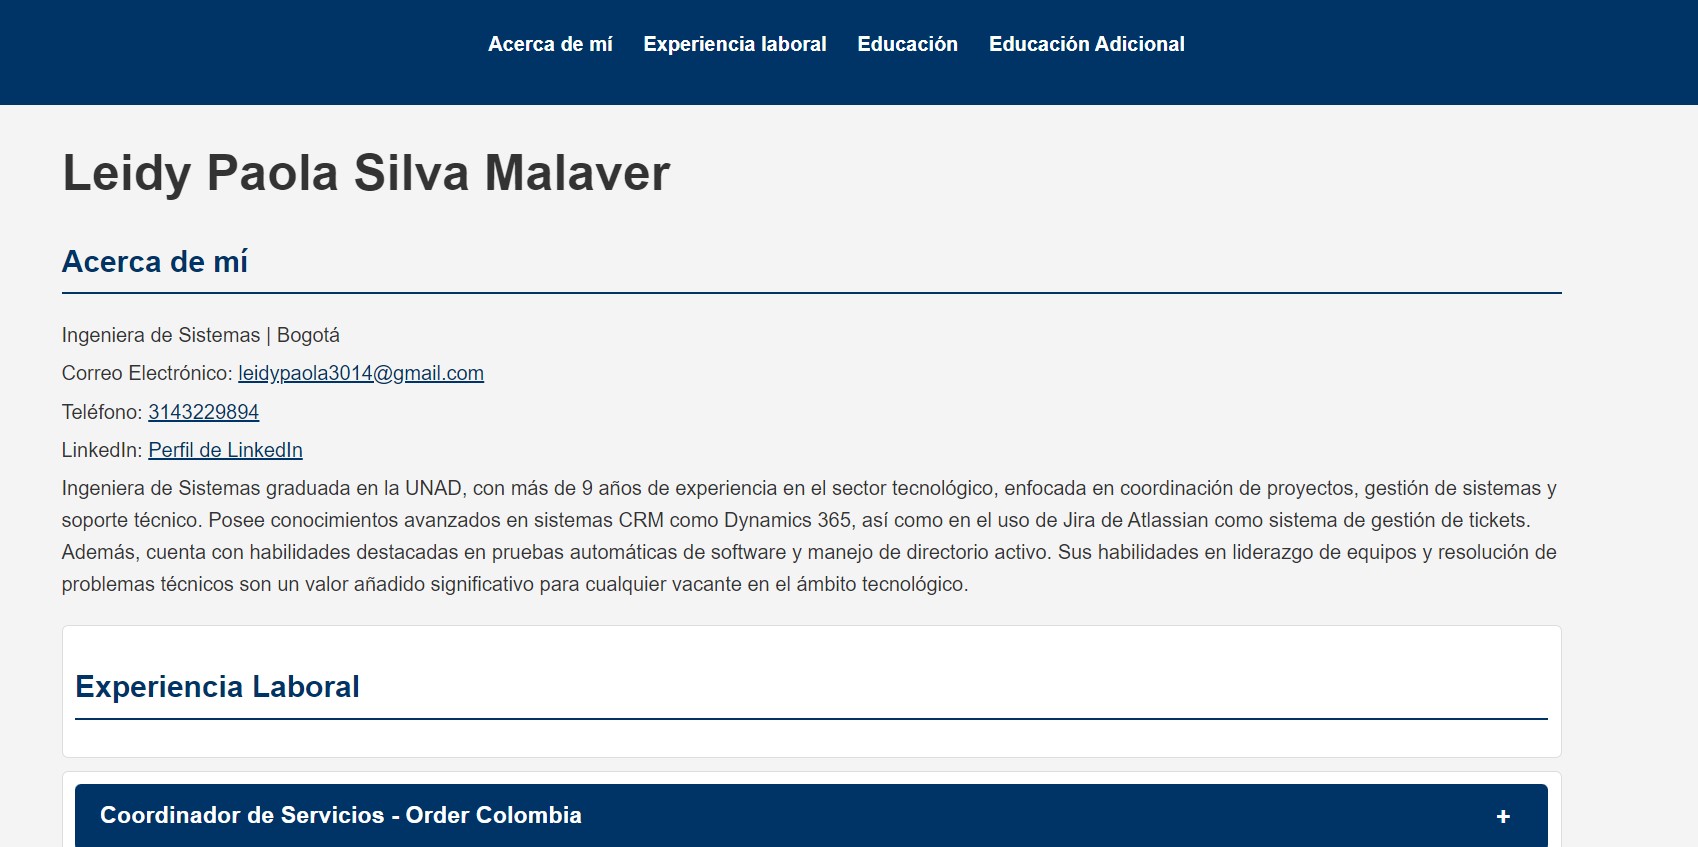 Acerca de mí Experiencia laboral Educación Educación Adicional
Leidy Paola Silva Malaver
Acerca de mí
Ingeniera de Sistemas | Bogotá
Correo Electrónico: leidypaola3014@gmail.com
Teléfono: 3143229894
LinkedIn: Perfil de LinkedIn
Ingeniera de Sistemas graduada en la UNAD, con más de 9 años de experiencia en el sector tecnológico, enfocada en coordinación de proyectos, gestión de sistemas y
soporte técnico. Posee conocimientos avanzados en sistemas CRM como Dynamics 365, así como en el uso de Jira de Atlassian como sistema de gestión de tickets.
Además, cuenta con habilidades destacadas en pruebas automáticas de software y manejo de directorio activo. Sus habilidades en liderazgo de equipos y resolución de
problemas técnicos son un valor añadido significativo para cualquier vacante en el ámbito tecnológico.
Experiencia Laboral
Coordinador de Servicios - Order Colombia +